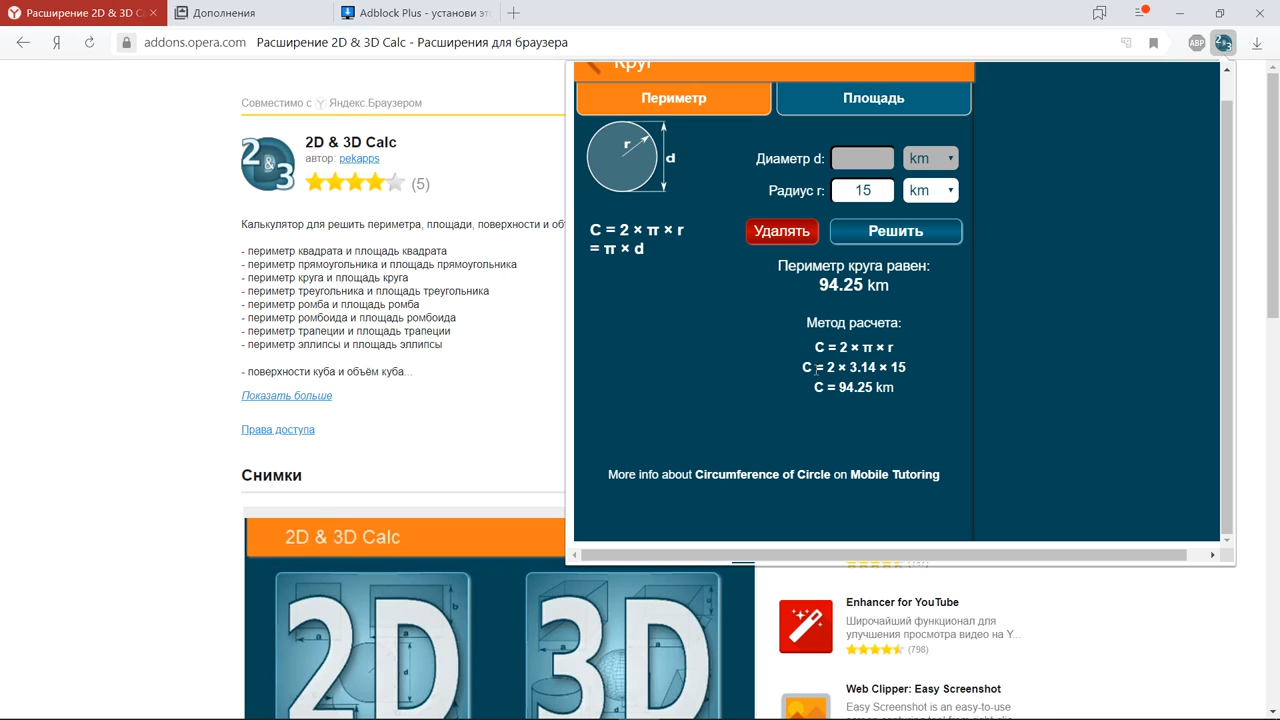 Расширение 2D & 3D C
Дополнения
Adblock Plus - установи эт
addons.opera.com Расширение 2D & 3D Calc - Расширения для браузера
ABP
2&3
Совместимо с Яндекс.Браузером
2&3
2D & 3D Calc
автор: pekapps
(5)
Калькулятор для решить периметра, площади, поверхности и об
- периметр квадрата и площадь квадрата
- периметр прямоугольника и площадь прямоугольника
- периметр круга и площадь круга
- периметр треугольника и площадь треугольника
- периметр ромба и площадь ромба
- периметр ромбоида и площадь ромбоида
- периметр трапеции и площадь трапеции
- периметр эллипсы и площадь эллипсы
- поверхности куба и объём куба...
Показать больше
Права доступа
Снимки
2D & 3D Calc
2D
3D
Круг
Периметр
Площадь
r
d
Диаметр d:
km
Радиус r:
15
km
C = 2 × π × r
= π × d
Удалять
Решить
Периметр круга равен:
94.25 km
Метод расчета:
C = 2 × π × r
C = 2 × 3.14 × 15
C = 94.25 km
More info about Circumference of Circle on Mobile Tutoring
Enhancer for YouTube
Широчайший функционал для
улучшения просмотра видео на Y...
(798)
Web Clipper: Easy Screenshot
Easy Screenshot is an easy-to-use